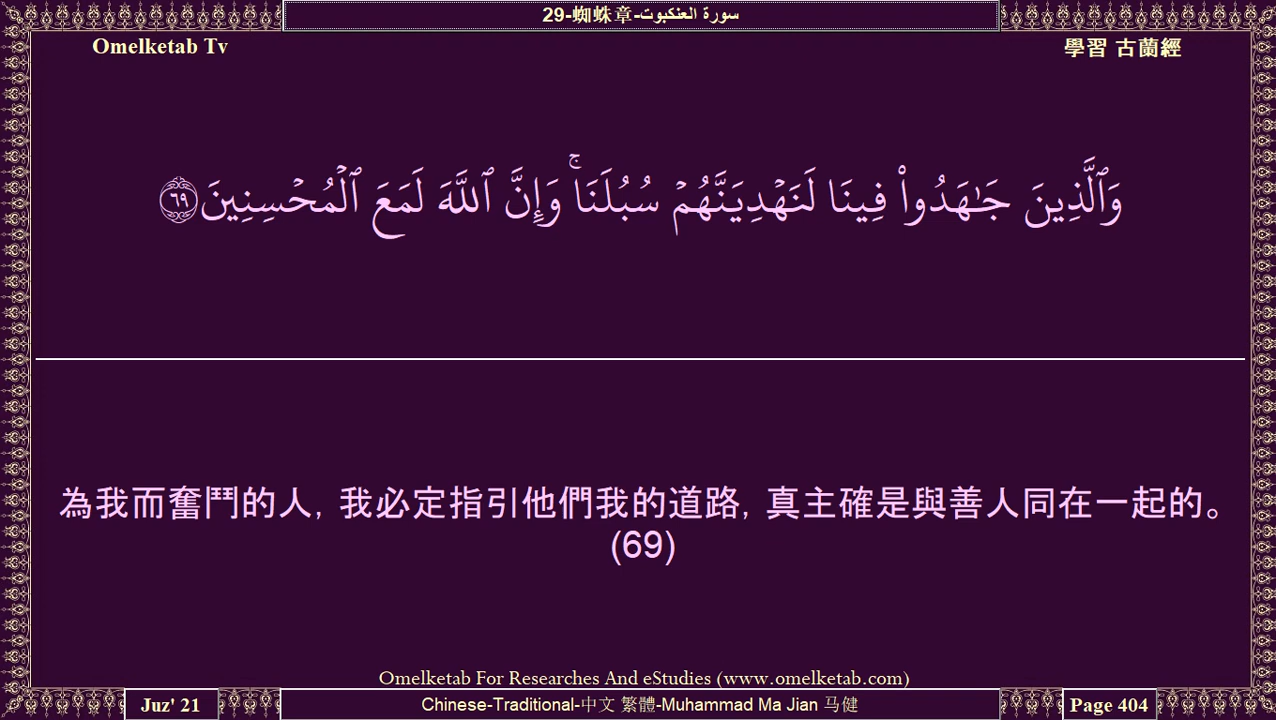 29-蜘蛛章-سورة العنكبوت
Omelketab Tv
學習 古蘭經
وَٱلَّذِينَ جَـٰهَدُوا۟ فِينَا لَنَهْدِيَنَّهُمْ سُبُلَنَا ۚ وَإِنَّ ٱللَّهَ لَمَعَ ٱلْمُحْسِنِينَ ٦٩
為我而奮鬥的人, 我必定指引他們我的道路, 真主確是與善人同在一起的。
(69)
Omelketab For Researches And eStudies (www.omelketab.com)
Juz' 21
Chinese-Traditional-中文 繁體-Muhammad Ma Jian 马健
Page 404